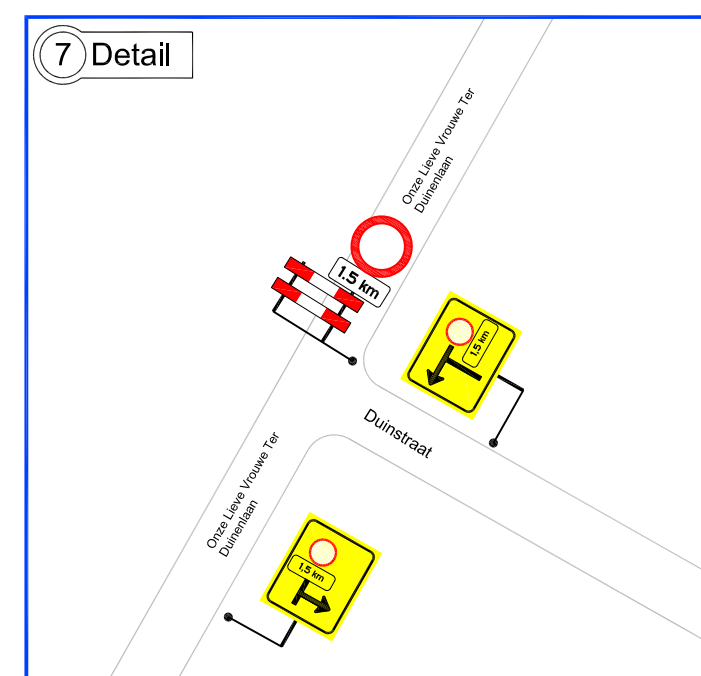 7 Detail
Onze Lieve Vrouwe Ter
Duinenlaan
1.5 km
1.5 km
Duinstraat
Onze Lieve Vrouwe Ter
Duinenlaan
1,5 km